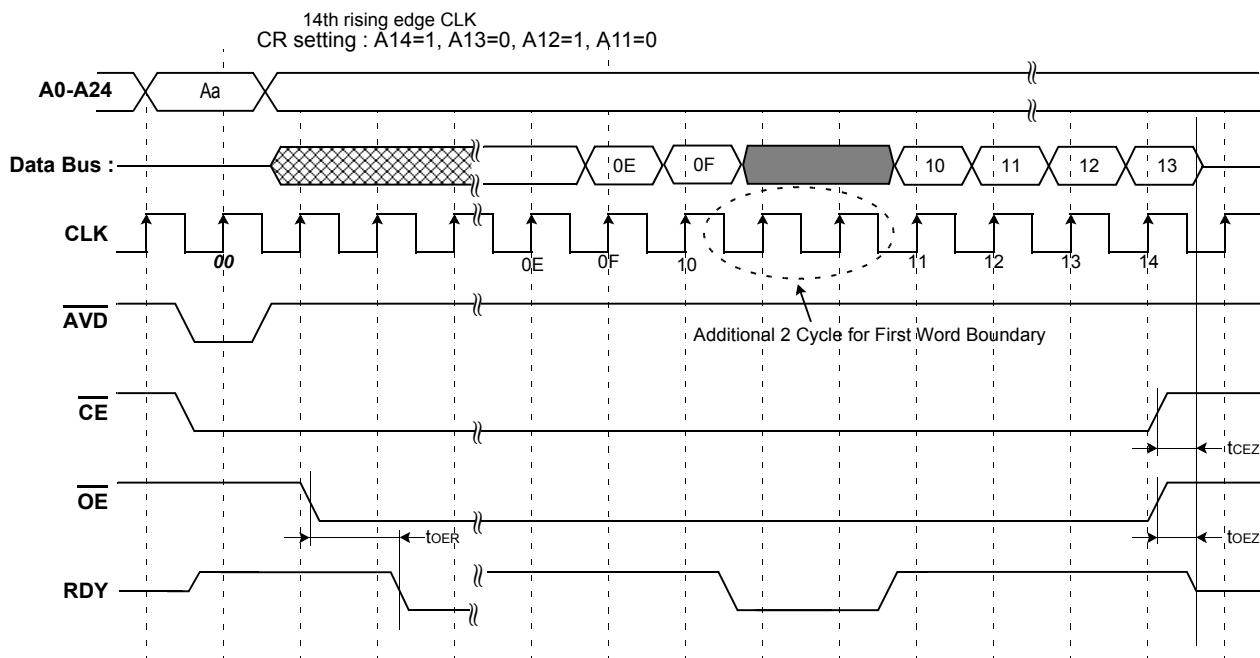 14th rising edge CLK
CR setting : A14=1, A13=0, A12=1, A11=0
A0-A24
Aa
Data Bus :
0E 0F 10 11 12 13
CLK
00 0E 0F 10 11 12 13 14
AVD
Additional 2 Cycle for First Word Boundary
CE
tCEZ
OE
tOER
tOEZ
RDY